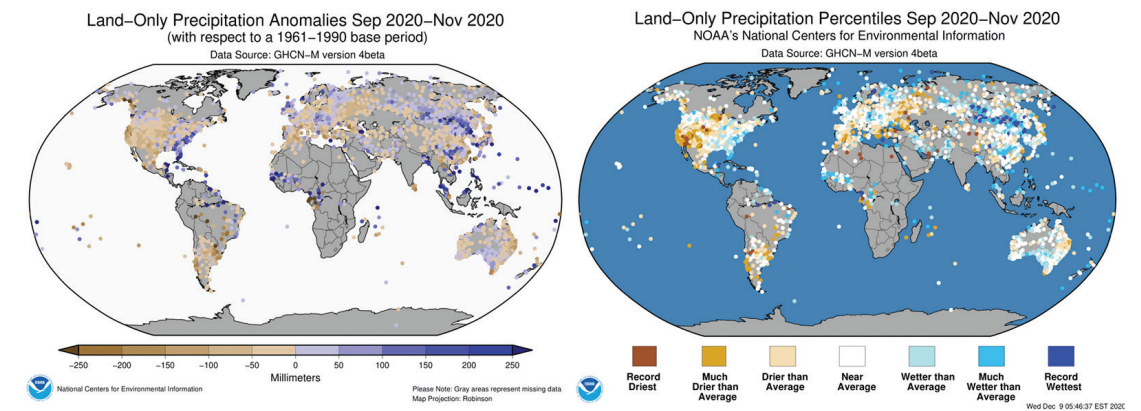 Land−Only Precipitation Anomalies Sep 2020−Nov 2020
(with respect to a 1961−1990 base period)
Data Source: GHCN−M version 4beta
−250 −200 −150 −100 −50 0 50 100 150 200 250
Millimeters
NOAA
National Centers for Environmental Information
Please Note: Gray areas represent missing data
Map Projection: Robinson
Land−Only Precipitation Percentiles Sep 2020−Nov 2020
NOAA's National Centers for Environmental Information
Data Source: GHCN−M version 4beta
Record
Driest
Much
Drier than
Average
Drier than
Average
Near
Average
Wetter than
Average
Much
Wetter than
Average
Record
Wettest
NOAA
Wed Dec 9 05:46:37 EST 2020